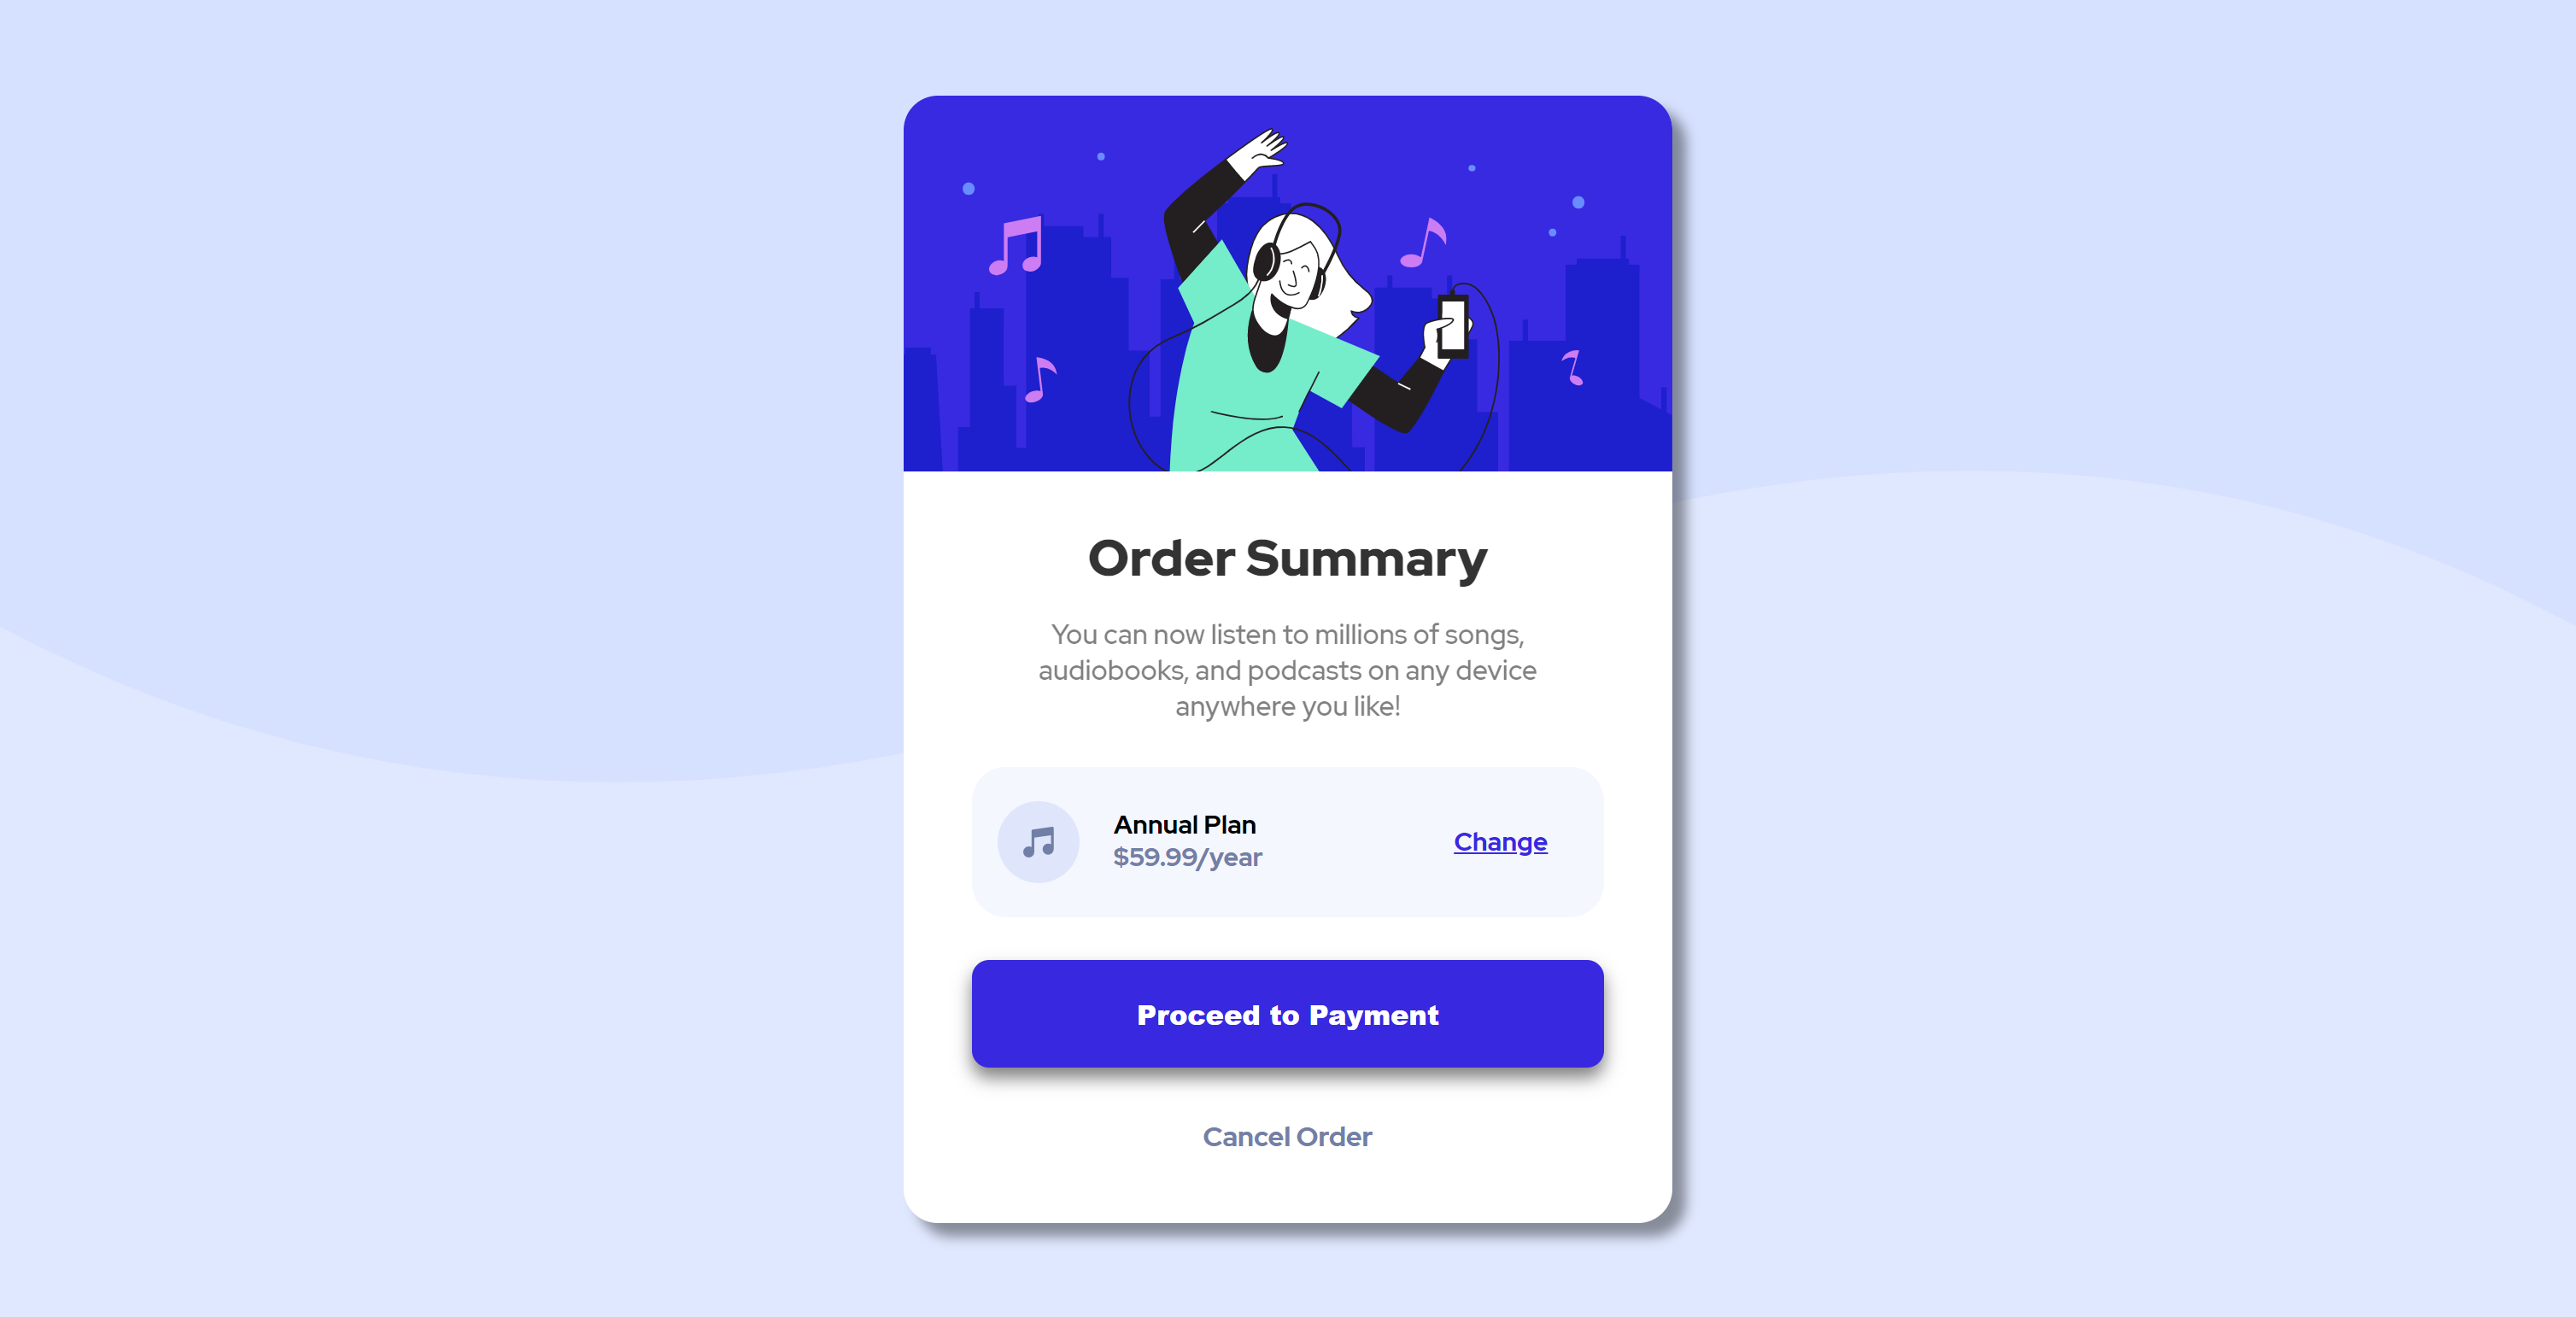 Order Summary
You can now listen to millions of songs,
audiobooks, and podcasts on any device
anywhere you like!
Annual Plan
$59.99/year
Change
Proceed to Payment
Cancel Order